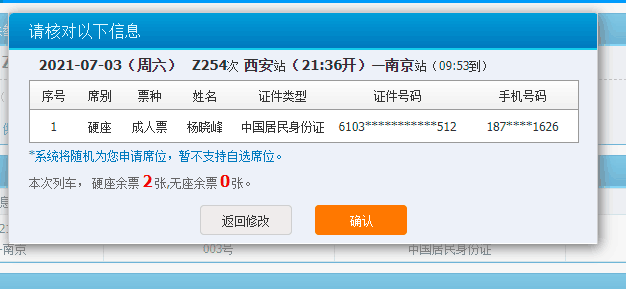 请核对以下信息
2021-07-03（周六） Z254次 西安站（21:36开）—南京站（09:53到）
序号 席别 票种 姓名 证件类型 证件号码 手机号码
1 硬座 成人票 杨晓峰 中国居民身份证 6103***********512 187****1626
*系统将随机为您申请席位，暂不支持自选席位。
本次列车，硬座余票2张,无座余票0张。
返回修改 确认
-南京 003号 中国居民身份证